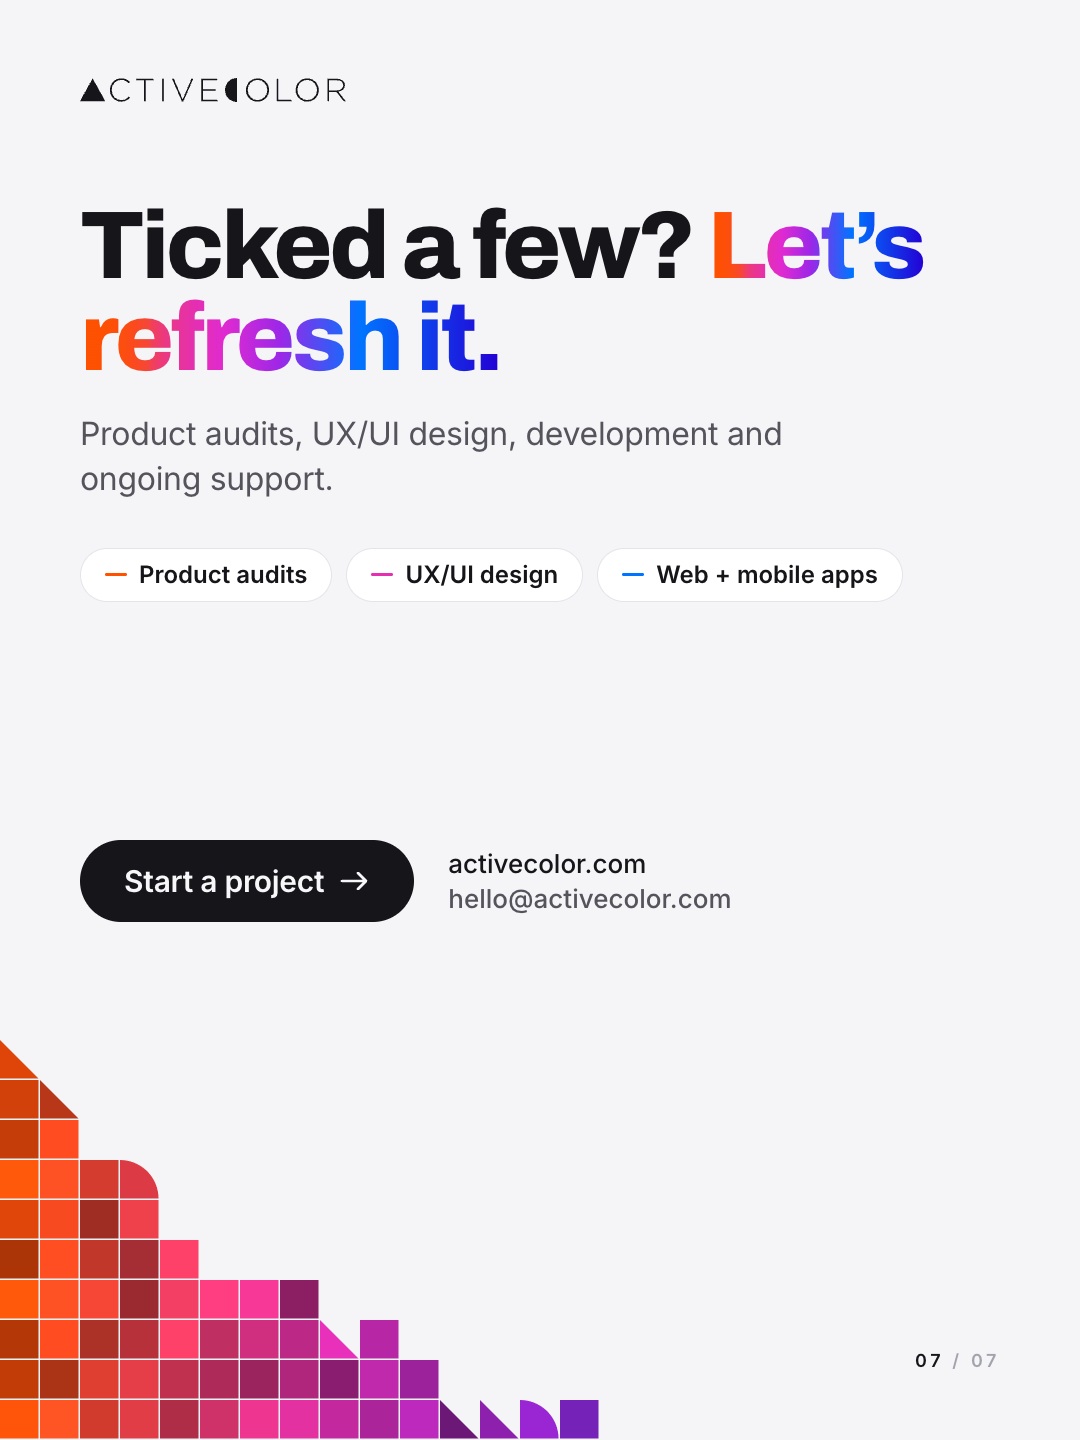 ACTIVECOLOR
Ticked a few? Let’s
refresh it.
Product audits, UX/UI design, development and
ongoing support.
Product audits
UX/UI design
Web + mobile apps
Start a project →
activecolor.com
hello@activecolor.com
07 / 07